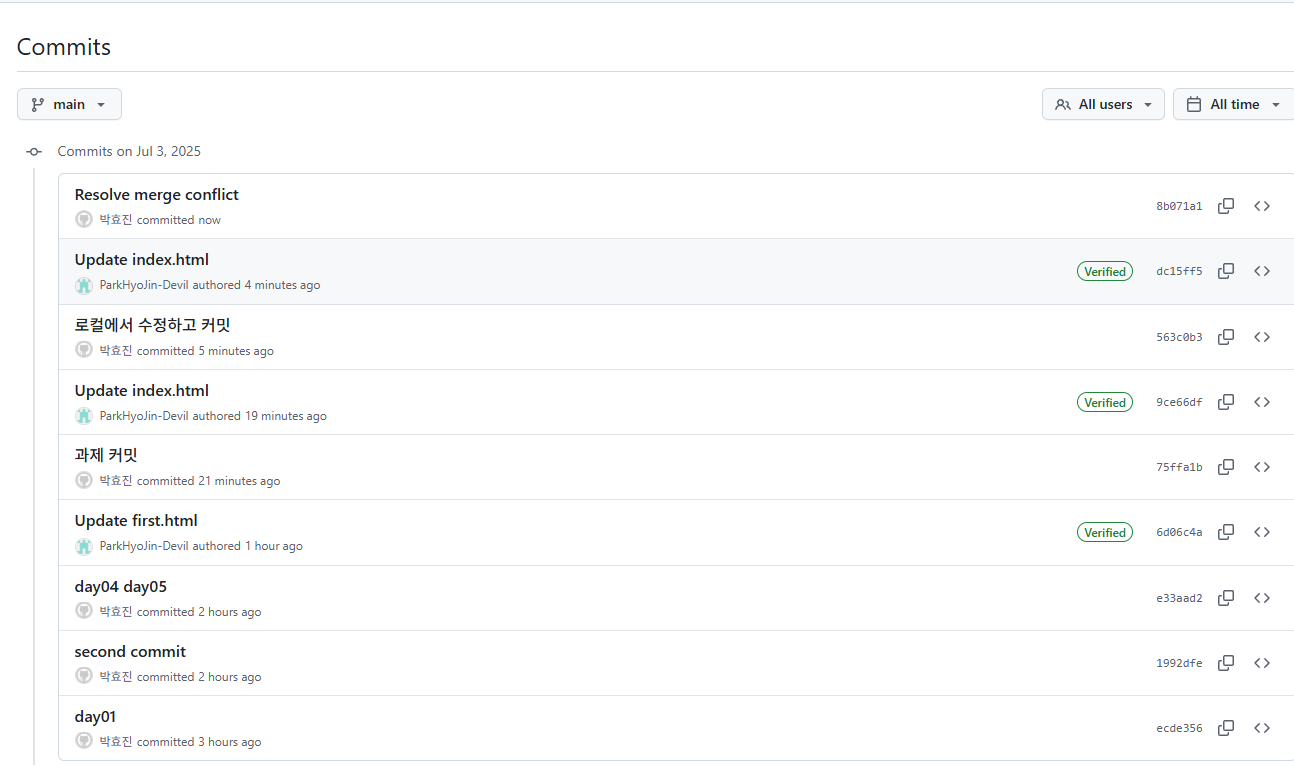 Commits
main
All users
All time
Commits on Jul 3, 2025
Resolve merge conflict
박효진 committed now
8b071a1
Update index.html
ParkHyoJin-Devil authored 4 minutes ago
Verified
dc15ff5
로컬에서 수정하고 커밋
박효진 committed 5 minutes ago
563c0b3
Update index.html
ParkHyoJin-Devil authored 19 minutes ago
Verified
9ce66df
과제 커밋
박효진 committed 21 minutes ago
75ffa1b
Update first.html
ParkHyoJin-Devil authored 1 hour ago
Verified
6d06c4a
day04 day05
박효진 committed 2 hours ago
e33aad2
second commit
박효진 committed 2 hours ago
1992dfe
day01
박효진 committed 3 hours ago
ecde356